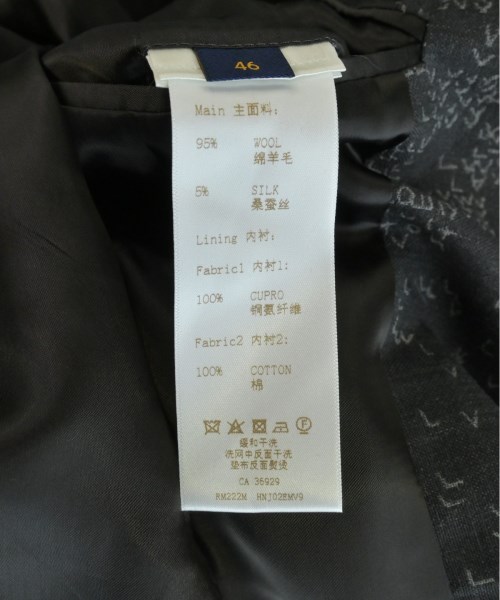 46
Main 主面料:
95% WOOL
绵羊毛
5% SILK
桑蚕丝
Lining 内衬:
Fabric1 内衬1:
100% CUPRO
铜氨纤维
Fabric2 内衬2:
100% COTTON
棉
F
缓和干洗
洗网中反面干洗
垫布反面熨烫
CA 36929
RM222M HNJ02EMV9